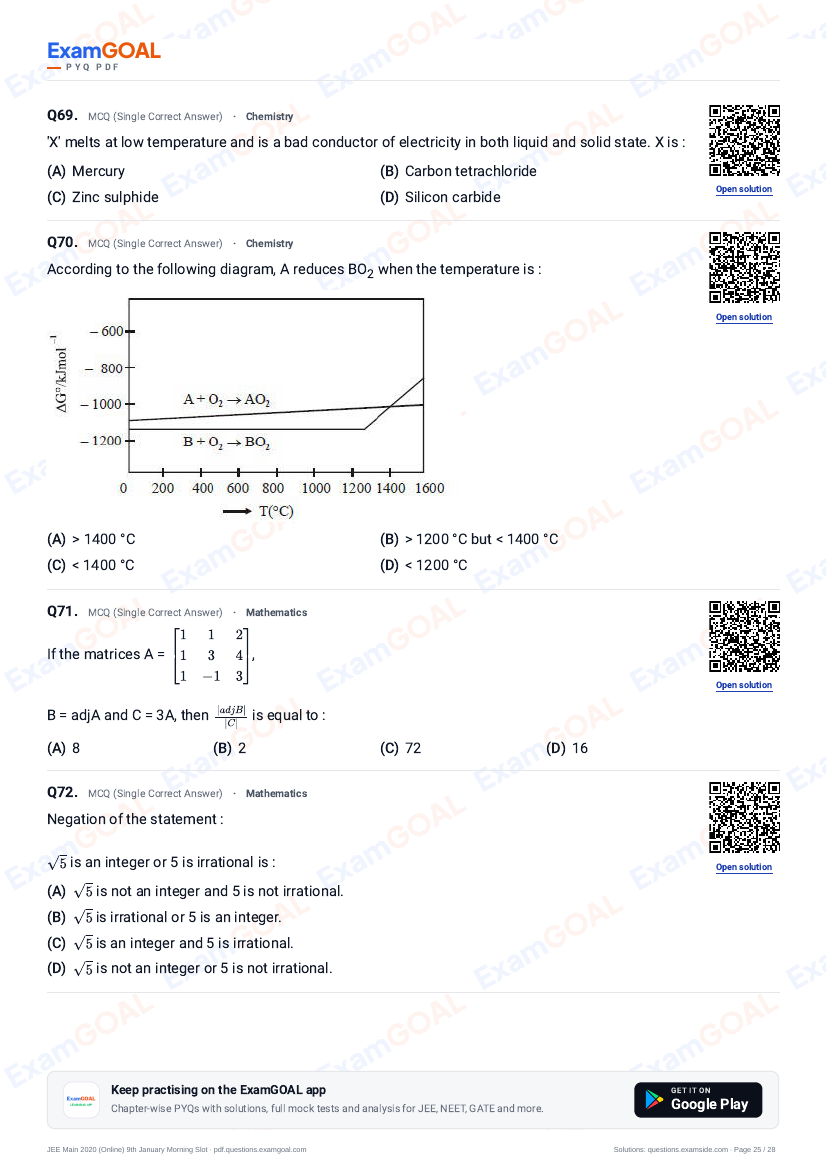 ExamGOAL
PYQ PDF
Q69. MCQ (Single Correct Answer) · Chemistry
'X' melts at low temperature and is a bad conductor of electricity in both liquid and solid state. X is :
(A) Mercury (B) Carbon tetrachloride
(C) Zinc sulphide (D) Silicon carbide
Open solution
Q70. MCQ (Single Correct Answer) · Chemistry
According to the following diagram, A reduces BO₂ when the temperature is :
Open solution
ΔG°/kJmol⁻¹
– 600
– 800
– 1000
– 1200
A + O₂ → AO₂
B + O₂ → BO₂
0 200 400 600 800 1000 1200 1400 1600
→ T(°C)
(A) > 1400 °C (B) > 1200 °C but < 1400 °C
(C) < 1400 °C (D) < 1200 °C
Q71. MCQ (Single Correct Answer) · Mathematics
If the matrices A = [1 1 2
1 3 4
1 −1 3],
Open solution
B = adjA and C = 3A, then |adjB|/|C| is equal to :
(A) 8 (B) 2 (C) 72 (D) 16
Q72. MCQ (Single Correct Answer) · Mathematics
Negation of the statement :
√5 is an integer or 5 is irrational is :
Open solution
(A) √5 is not an integer and 5 is not irrational.
(B) √5 is irrational or 5 is an integer.
(C) √5 is an integer and 5 is irrational.
(D) √5 is not an integer or 5 is not irrational.
ExamGOAL
Keep practising on the ExamGOAL app
Chapter-wise PYQs with solutions, full mock tests and analysis for JEE, NEET, GATE and more.
GET IT ON
Google Play
JEE Main 2020 (Online) 9th January Morning Slot · pdf.questions.examgoal.com
Solutions: questions.examside.com · Page 25 / 28